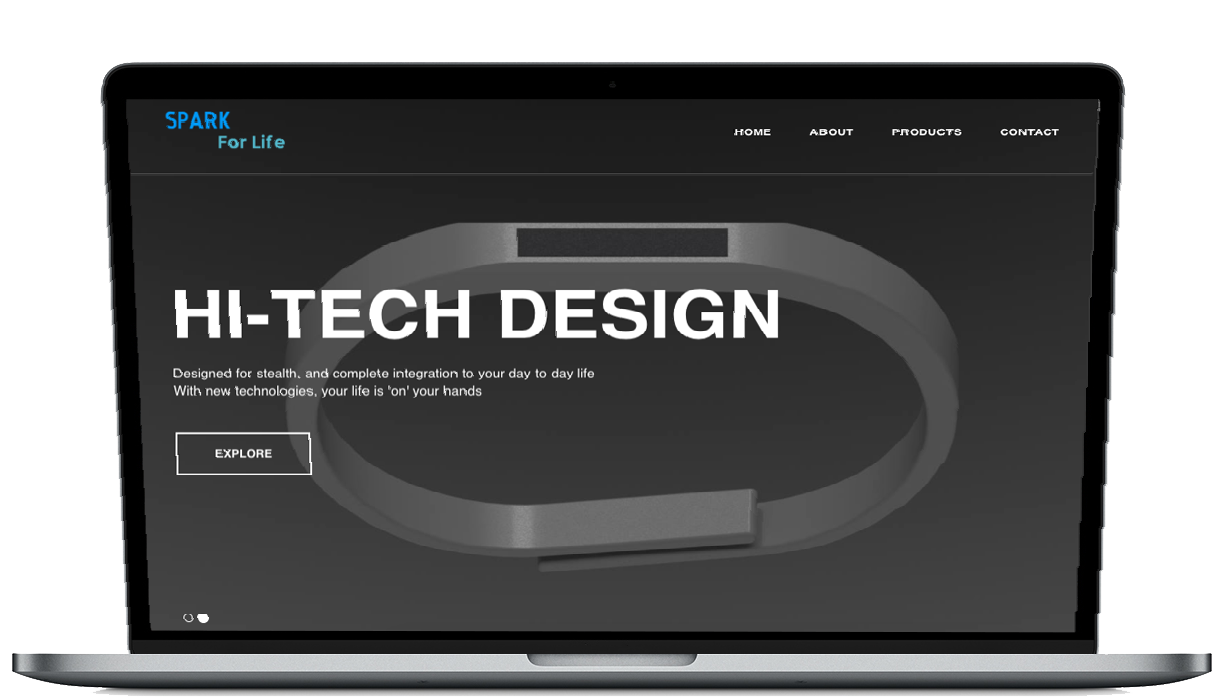 SPARK
For Life
HOME ABOUT PRODUCTS CONTACT
HI-TECH DESIGN
Designed for stealth, and complete integration to your day to day life
With new technologies, your life is 'on' your hands
EXPLORE